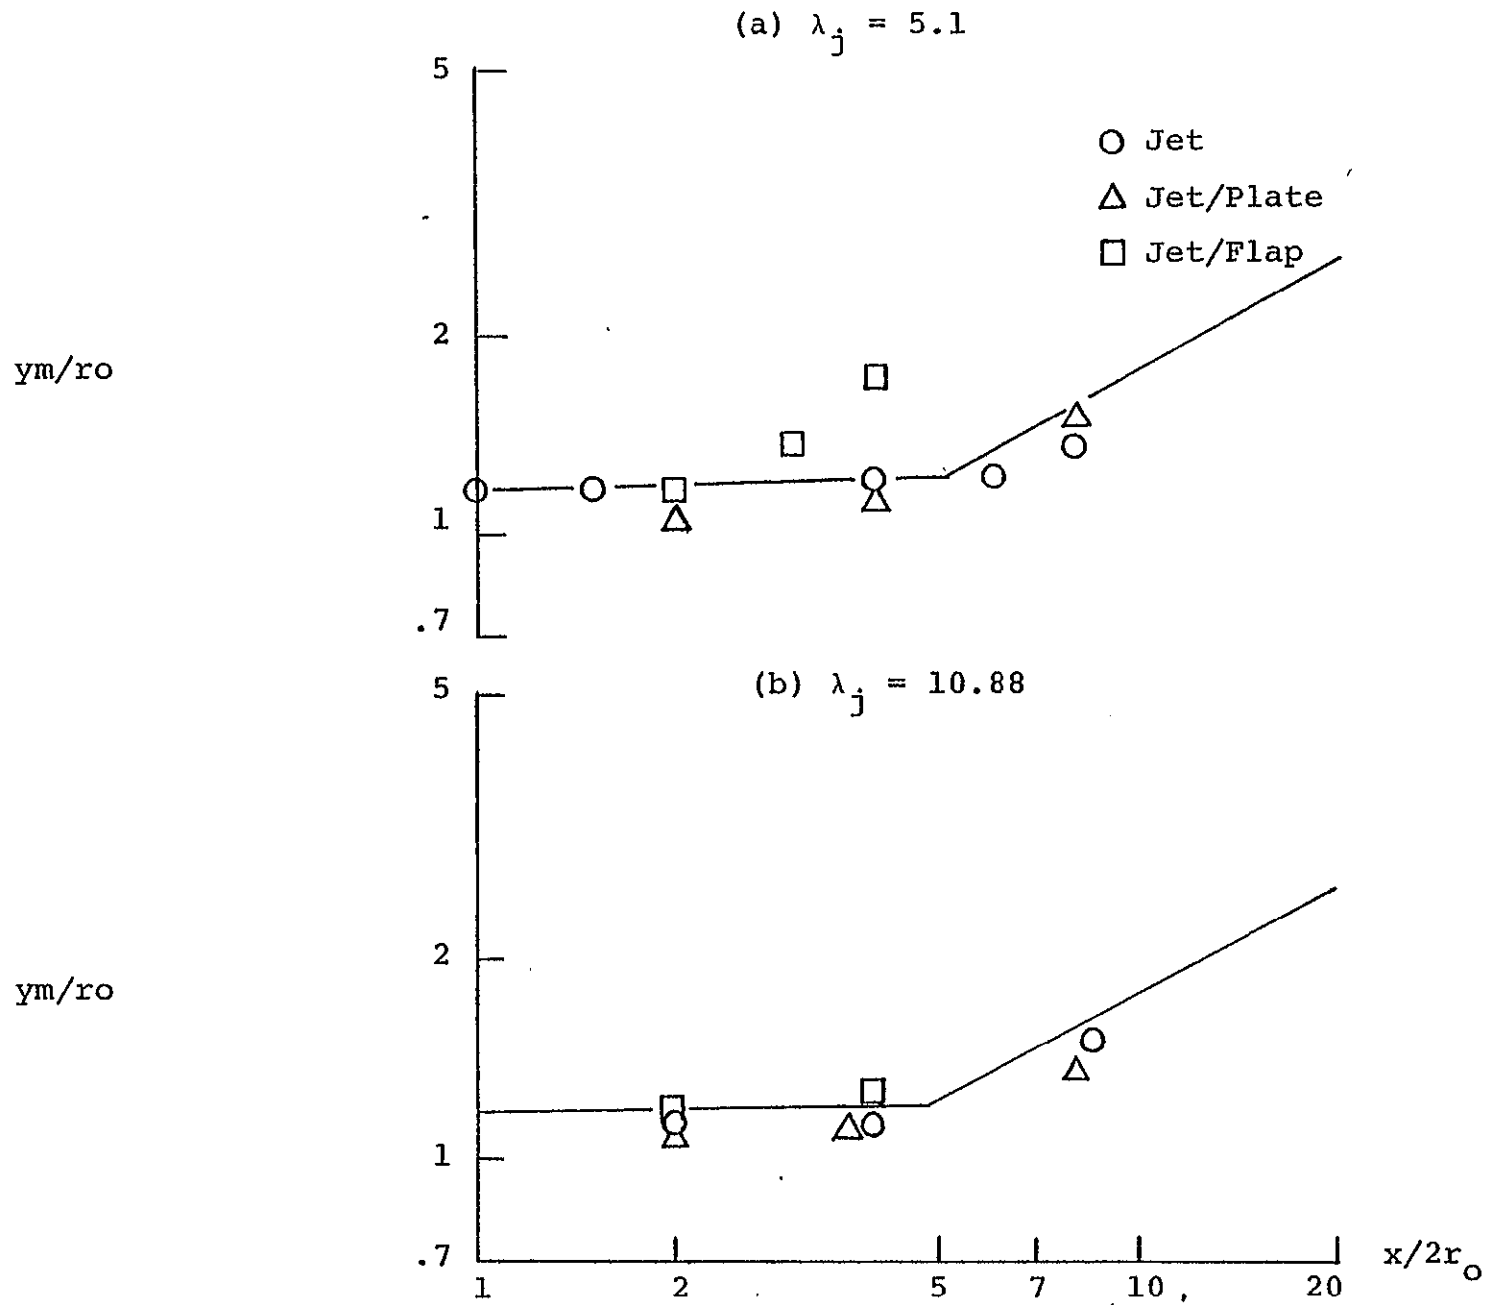 (a) λj = 5.1
5
Jet
Jet/Plate
Jet/Flap
2
ym/ro
1
.7
(b) λj = 10.88
5
2
ym/ro
1
.7
x/2ro
1 2 5 7 10 20